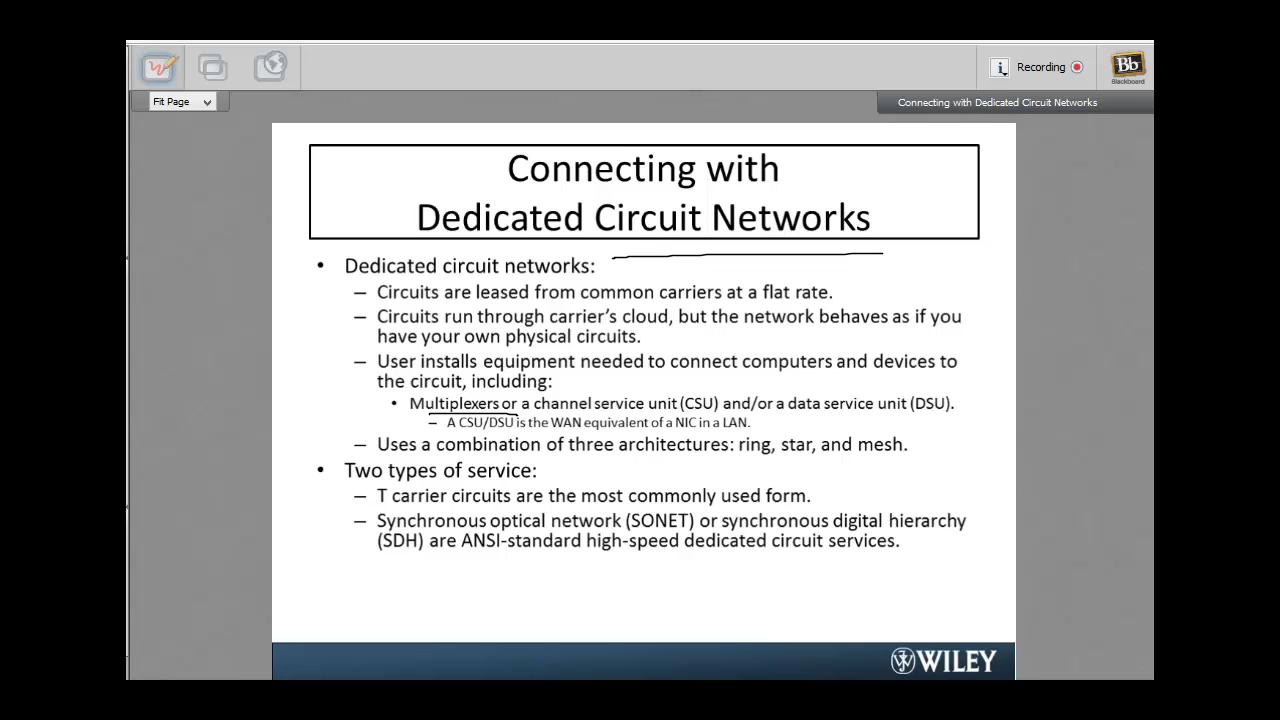 Recording
Bb
Blackboard
Fit Page
Connecting with Dedicated Circuit Networks
Connecting with
Dedicated Circuit Networks
• Dedicated circuit networks:
– Circuits are leased from common carriers at a flat rate.
– Circuits run through carrier's cloud, but the network behaves as if you
have your own physical circuits.
– User installs equipment needed to connect computers and devices to
the circuit, including:
• Multiplexers or a channel service unit (CSU) and/or a data service unit (DSU).
– A CSU/DSU is the WAN equivalent of a NIC in a LAN.
– Uses a combination of three architectures: ring, star, and mesh.
• Two types of service:
– T carrier circuits are the most commonly used form.
– Synchronous optical network (SONET) or synchronous digital hierarchy
(SDH) are ANSI-standard high-speed dedicated circuit services.
WILEY